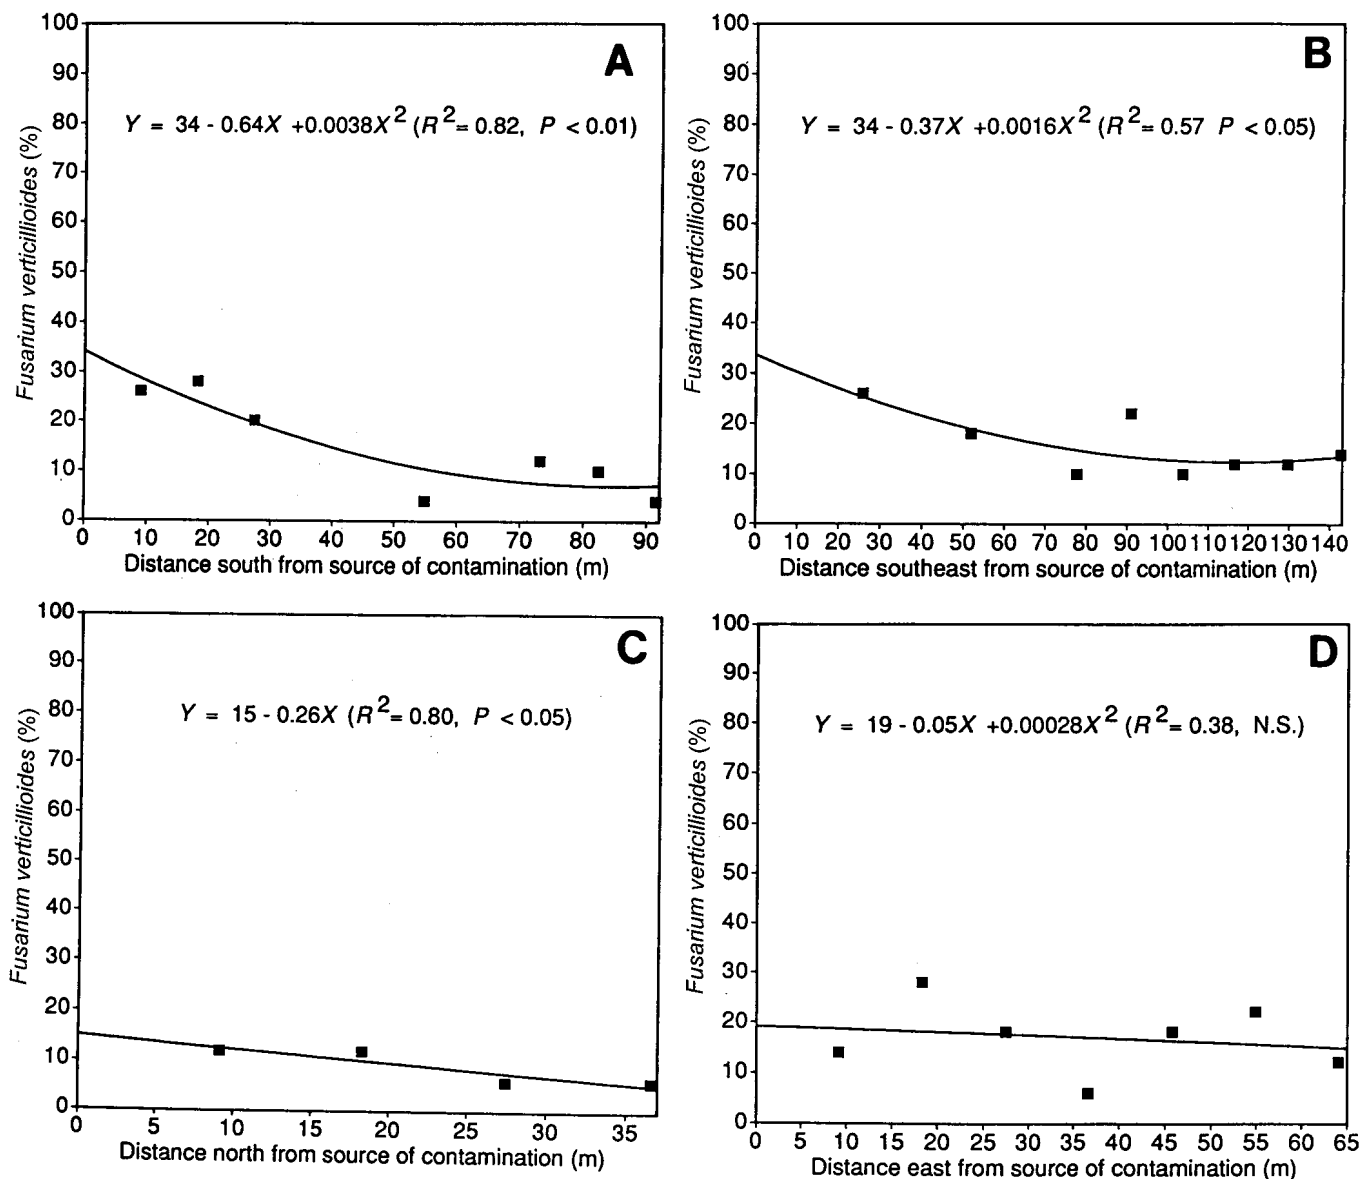 A
Y = 34 - 0.64X +0.0038X² (R²= 0.82, P < 0.01)
Fusarium verticillioides (%)
100
90
80
70
60
50
40
30
20
10
0
0 10 20 30 40 50 60 70 80 90
Distance south from source of contamination (m)
B
Y = 34 - 0.37X +0.0016X² (R²= 0.57 P < 0.05)
Fusarium verticillioides (%)
100
90
80
70
60
50
40
30
20
10
0
0 10 20 30 40 50 60 70 80 90 100 110 120 130 140
Distance southeast from source of contamination (m)
C
Y = 15 - 0.26X (R²= 0.80, P < 0.05)
Fusarium verticillioides (%)
100
90
80
70
60
50
40
30
20
10
0
0 5 10 15 20 25 30 35
Distance north from source of contamination (m)
D
Y = 19 - 0.05X +0.00028X² (R²= 0.38, N.S.)
Fusarium verticillioides (%)
100
90
80
70
60
50
40
30
20
10
0
0 5 10 15 20 25 30 35 40 45 50 55 60 65
Distance east from source of contamination (m)